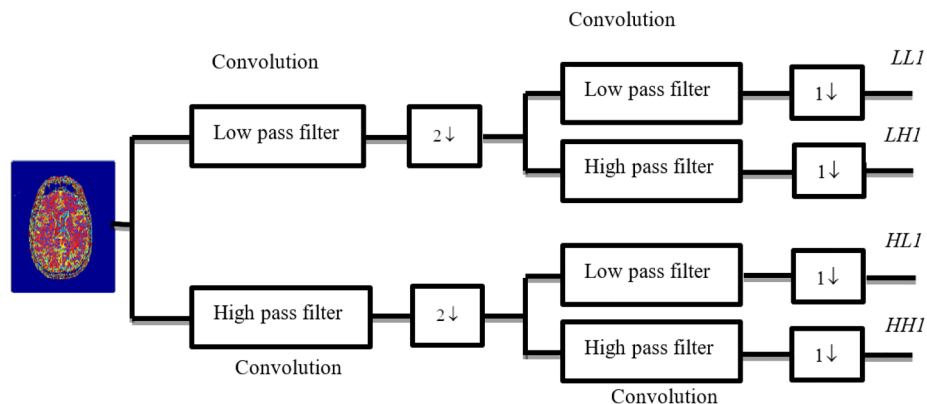 Convolution
Convolution
LL1
Low pass filter
1↓
Low pass filter
2↓
LH1
High pass filter
1↓
HL1
Low pass filter
1↓
High pass filter
2↓
HH1
High pass filter
1↓
Convolution
Convolution